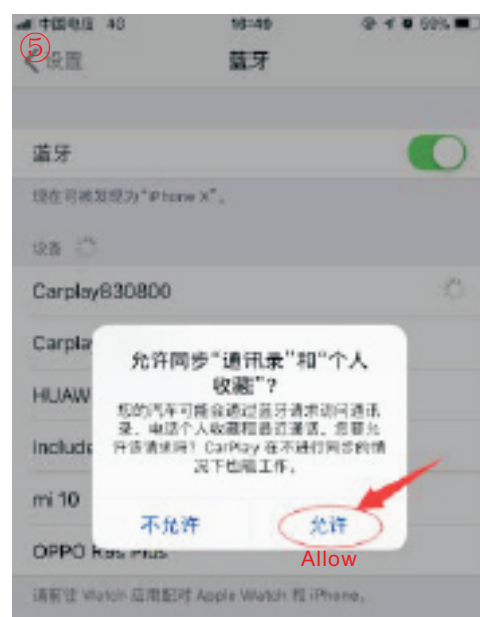 中国电信 4G 16:49 59%
⑤
设置 蓝牙
蓝牙
现在可被发现为“iPhone X”。
设备
Carplay830800
Carpla
HUAW
Include
mi 10
OPPO R9s Plus
允许同步“通讯录”和“个人
收藏”?
您的汽车可能会通过蓝牙请求访问通讯
录、电话个人收藏和最近通话。您要允
许该请求吗? CarPlay 在不进行同步的情
况下也能工作。
不允许 允许
Allow
请前往 Watch 应用配对 Apple Watch 和 iPhone。